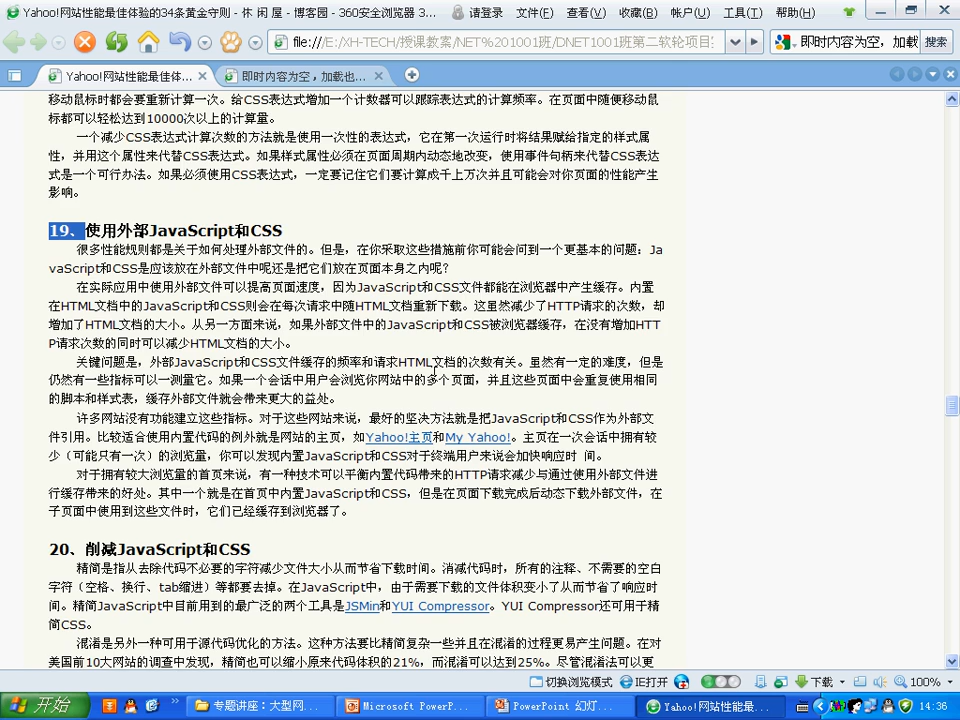 Yahoo!网站性能最佳体验的34条黄金守则 - 休 闲 屋 - 博客园 - 360安全浏览器 3... 请登录 文件(F) 查看(V) 收藏(B) 帐户(U) 工具(T) 帮助(H)
file:///E:/XH-TECH/授课教案/NET%201001班/DNET1001班第二软轮项目 即时内容为空，加载 搜索
Yahoo!网站性能最佳体... 即时内容为空，加载也...
移动鼠标时都会要重新计算一次。给CSS表达式增加一个计数器可以跟踪表达式的计算频率。在页面中随便移动鼠
标都可以轻松达到10000次以上的计算量。
一个减少CSS表达式计算次数的方法就是使用一次性的表达式，它在第一次运行时将结果赋给指定的样式属
性，并用这个属性来代替CSS表达式。如果样式属性必须在页面周期内动态地改变，使用事件句柄来代替CSS表达
式是一个可行办法。如果必须使用CSS表达式，一定要记住它们要计算成千上万次并且可能会对你页面的性能产生
影响。
19、使用外部JavaScript和CSS
很多性能规则都是关于如何处理外部文件的。但是，在你采取这些措施前你可能会问到一个更基本的问题：Ja
vaScript和CSS是应该放在外部文件中呢还是把它们放在页面本身之内呢？
在实际应用中使用外部文件可以提高页面速度，因为JavaScript和CSS文件都能在浏览器中产生缓存。内置
在HTML文档中的JavaScript和CSS则会在每次请求中随HTML文档重新下载。这虽然减少了HTTP请求的次数，却
增加了HTML文档的大小。从另一方面来说，如果外部文件中的JavaScript和CSS被浏览器缓存，在没有增加HTT
P请求次数的同时可以减少HTML文档的大小。
关键问题是，外部JavaScript和CSS文件缓存的频率和请求HTML文档的次数有关。虽然有一定的难度，但是
仍然有一些指标可以一测量它。如果一个会话中用户会浏览你网站中的多个页面，并且这些页面中会重复使用相同
的脚本和样式表，缓存外部文件就会带来更大的益处。
许多网站没有功能建立这些指标。对于这些网站来说，最好的坚决方法就是把JavaScript和CSS作为外部文
件引用。比较适合使用内置代码的例外就是网站的主页，如Yahoo!主页和My Yahoo!。主页在一次会话中拥有较
少（可能只有一次）的浏览量，你可以发现内置JavaScript和CSS对于终端用户来说会加快响应时 间。
对于拥有较大浏览量的首页来说，有一种技术可以平衡内置代码带来的HTTP请求减少与通过使用外部文件进
行缓存带来的好处。其中一个就是在首页中内置JavaScript和CSS，但是在页面下载完成后动态下载外部文件，在
子页面中使用到这些文件时，它们已经缓存到浏览器了。
20、削减JavaScript和CSS
精简是指从去除代码不必要的字符减少文件大小从而节省下载时间。消减代码时，所有的注释、不需要的空白
字符（空格、换行、tab缩进）等都要去掉。在JavaScript中，由于需要下载的文件体积变小了从而节省了响应时
间。精简JavaScript中目前用到的最广泛的两个工具是JSMin和YUI Compressor。YUI Compressor还可用于精
简CSS。
混淆是另外一种可用于源代码优化的方法。这种方法要比精简复杂一些并且在混淆的过程更易产生问题。在对
美国前10大网站的调查中发现，精简也可以缩小原来代码体积的21%，而混淆可以达到25%。尽管混淆法可以更
切换浏览模式 IE打开 下载 100%
开始 专题讲座：大型网... Microsoft PowerP... PowerPoint 幻灯... Yahoo!网站性能最... 14:36